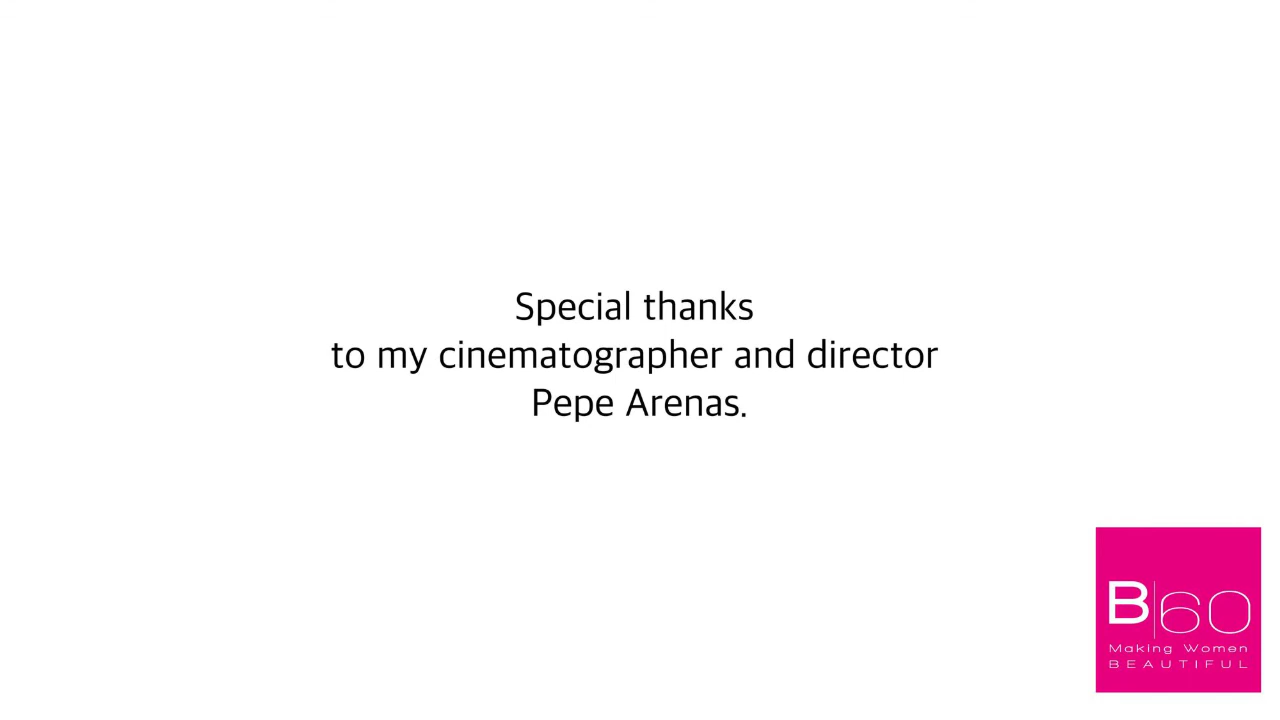 Special thanks
to my cinematographer and director
Pepe Arenas.
B|60
Making Women
BEAUTIFUL